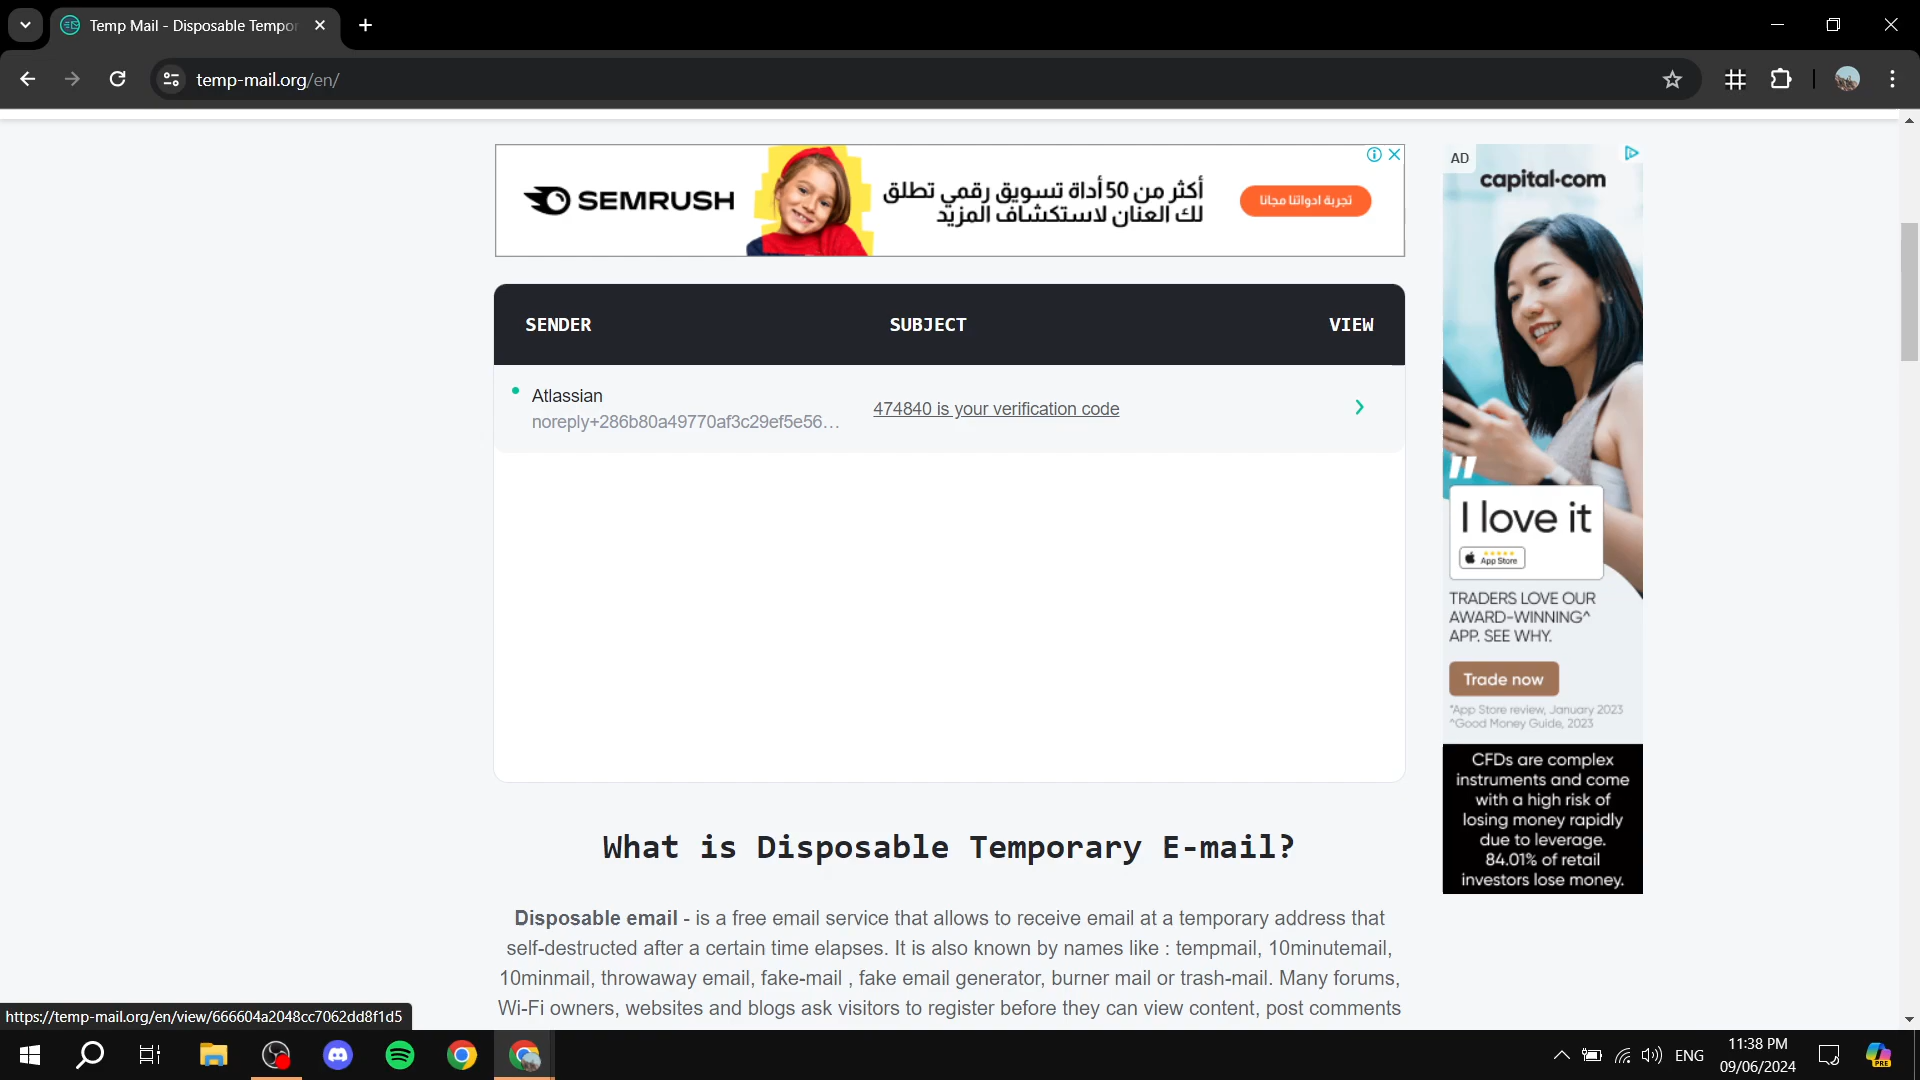 Temp Mail - Disposable Tempor
temp-mail.org/en/
SEMRUSH
أكثر من 50 أداة تسويق رقمي تطلق
لك العنان لاستكشاف المزيد
تجربة ادواتنا مجانا
AD
capital.com
SENDER SUBJECT VIEW
Atlassian
noreply+286b80a49770af3c29ef5e56...
474840 is your verification code
"
I love it
App Store
TRADERS LOVE OUR
AWARD-WINNING^
APP. SEE WHY.
Trade now
*App Store review, January 2023
^Good Money Guide, 2023
CFDs are complex
instruments and come
with a high risk of
losing money rapidly
due to leverage.
84.01% of retail
investors lose money.
What is Disposable Temporary E-mail?
Disposable email - is a free email service that allows to receive email at a temporary address that
self-destructed after a certain time elapses. It is also known by names like : tempmail, 10minutemail,
10minmail, throwaway email, fake-mail , fake email generator, burner mail or trash-mail. Many forums,
Wi-Fi owners, websites and blogs ask visitors to register before they can view content, post comments
https://temp-mail.org/en/view/666604a2048cc7062dd8f1d5
ENG
11:38 PM
09/06/2024
PRE